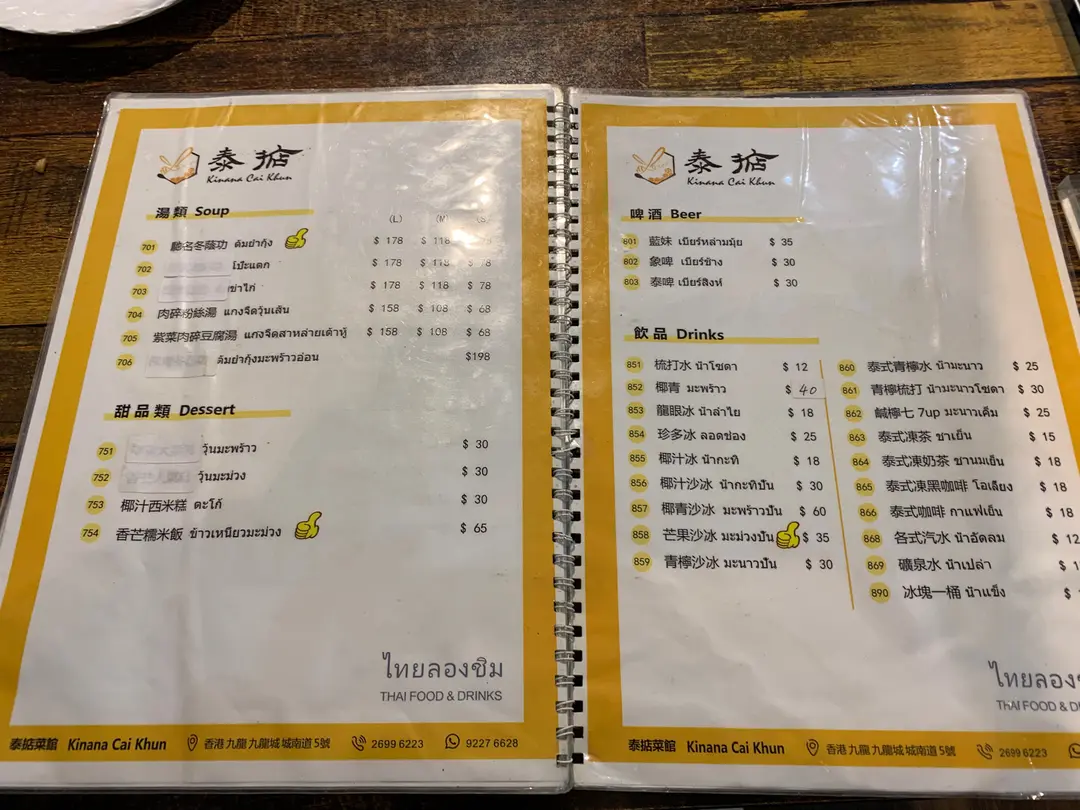 泰掂
Kinana Cai Khun
湯類 Soup
(L) (M) (S)
701 馳名冬蔭功 ต้มยำกุ้ง $ 178 $ 118
702 โป๊ะแตก $ 178 $ 118 $ 78
703 ข่าไก่ $ 178 $ 118 $ 78
704 肉碎粉絲湯 แกงจืดวุ้นเส้น $ 158 $ 108 $ 68
705 紫菜肉碎豆腐湯 แกงจืดสาหล่ายเต้าหู้ $ 158 $ 108 $ 68
706 ต้มยำกุ้งมะพร้าวอ่อน $198
甜品類 Dessert
751 วุ้นมะพร้าว $ 30
752 วุ้นมะม่วง $ 30
753 椰汁西米糕 ตะโก้ $ 30
754 香芒糯米飯 ข้าวเหนียวมะม่วง $ 65
ไทยลองชิม
THAI FOOD & DRINKS
泰掂菜館 Kinana Cai Khun 香港九龍九龍城城南道5號 2699 6223 9227 6628
泰掂
Kinana Cai Khun
啤酒 Beer
801 藍妹 เบียร์หล่ามมุ้ย $ 35
802 象啤 เบียร์ช้าง $ 30
803 泰啤 เบียร์สิงห์ $ 30
飲品 Drinks
851 梳打水 น้ำโซดา $ 12
852 椰青 มะพร้าว $ 40
853 龍眼冰 น้ำลำไย $ 18
854 珍多冰 ลอดช่อง $ 25
855 椰汁冰 น้ำกะทิ $ 18
856 椰汁沙冰 น้ำกะทิปั่น $ 30
857 椰青沙冰 มะพร้าวปั่น $ 60
858 芒果沙冰 มะม่วงปั่น $ 35
859 青檸沙冰 มะนาวปั่น $ 30
860 泰式青檸水 น้ำมะนาว $ 25
861 青檸梳打 น้ำมะนาวโซดา $ 30
862 鹹檸七 7up มะนาวเค็ม $ 25
863 泰式凍茶 ชาเย็น $ 15
864 泰式凍奶茶 ชานมเย็น $ 18
865 泰式凍黑咖啡 โอเลี้ยง $ 18
866 泰式咖啡 กาแฟเย็น $ 18
868 各式汽水 น้ำอัดลม $ 12
869 礦泉水 น้ำเปล่า $
890 冰塊一桶 น้ำแข็ง $
ไทยลอง
THAI FOOD &
泰掂菜館 Kinana Cai Khun 香港九龍九龍城城南道5號 2699 6223